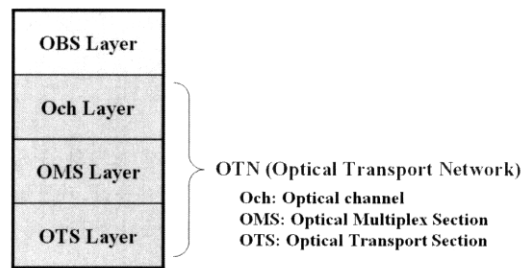 OBS Layer
Och Layer
OMS Layer
OTS Layer
OTN (Optical Transport Network)
Och: Optical channel
OMS: Optical Multiplex Section
OTS: Optical Transport Section